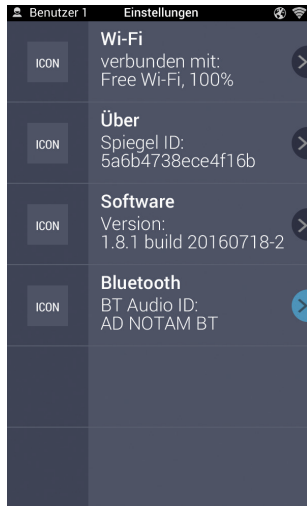 Benutzer 1 Einstellungen
Wi-Fi
ICON
verbunden mit:
Free Wi-Fi, 100%
Über
ICON
Spiegel ID:
5a6b4738ece4f16b
Software
ICON
Version:
1.8.1 build 20160718-2
Bluetooth
ICON
BT Audio ID:
AD NOTAM BT